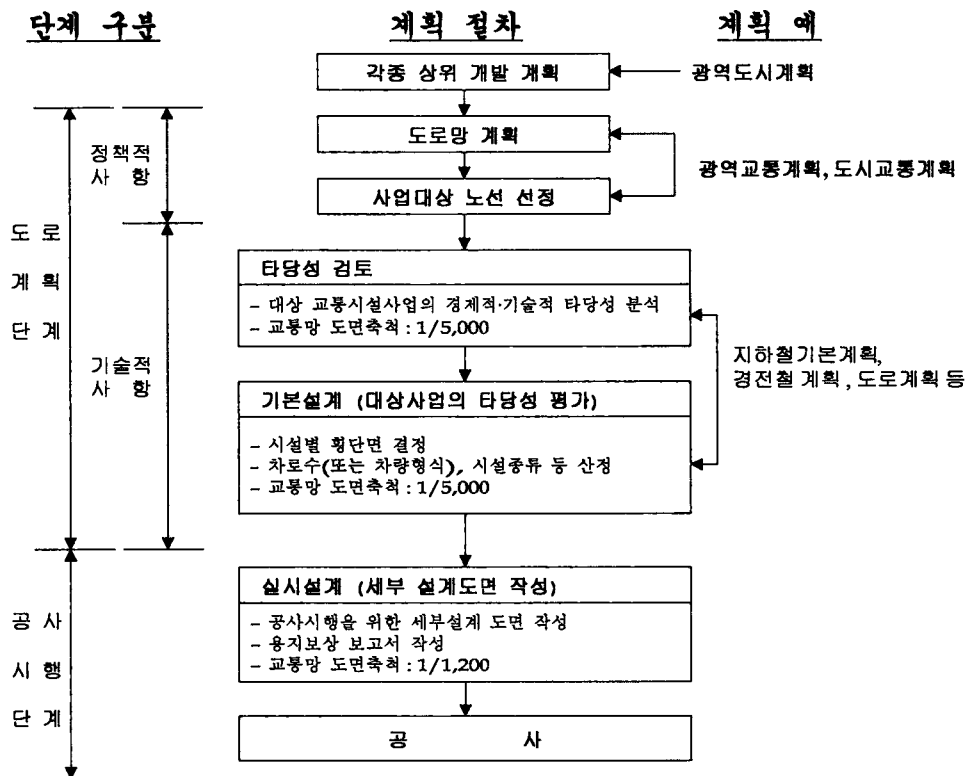 단계 구분 계획 절차 계획 예
각종 상위 개발 계획
광역도시계획
도로망 계획
정책적
사 항
광역교통계획, 도시교통계획
사업대상 노선 선정
도 로
계 획
단 계
타당성 검토
- 대상 교통시설사업의 경제적·기술적 타당성 분석
- 교통망 도면축척 : 1/5,000
기술적
사 항
지하철기본계획,
경전철 계획 , 도로계획 등
기본설계 (대상사업의 타당성 평가)
- 시설별 횡단면 결정
- 차로수(또는 차량형식), 시설종류 등 산정
- 교통망 도면축척 : 1/5,000
실시설계 (세부 설계도면 작성)
- 공사시행을 위한 세부설계 도면 작성
- 용지보상 보고서 작성
- 교통망 도면축척 : 1/1,200
공 사
시 행
단 계
공 사